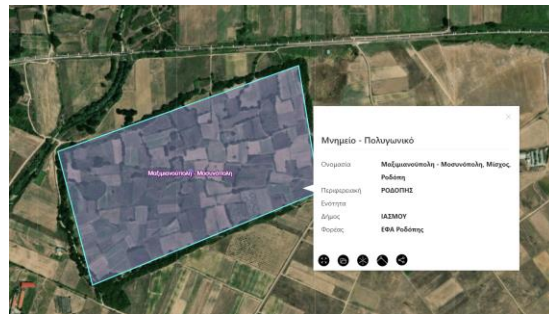 Μαξιμιανούπολη - Μοσυνόπολη
Μνημείο - Πολυγωνικό
Ονομασία Μαξιμιανούπολη - Μοσυνόπολη, Μίσχος,
Ροδόπη
Περιφερειακή ΡΟΔΟΠΗΣ
Ενότητα
Δήμος ΙΑΣΜΟΥ
Φορέας ΕΦΑ Ροδόπης